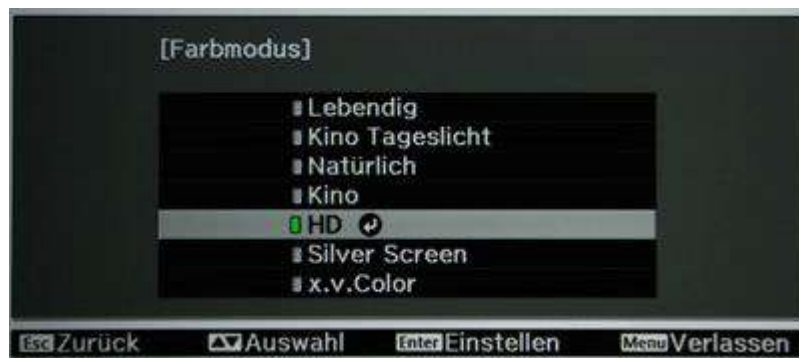 [Farbmodus]
Lebendig
Kino Tageslicht
Natürlich
Kino
HD
Silver Screen
x.v.Color
Esc Zurück Auswahl Enter Einstellen Menu Verlassen